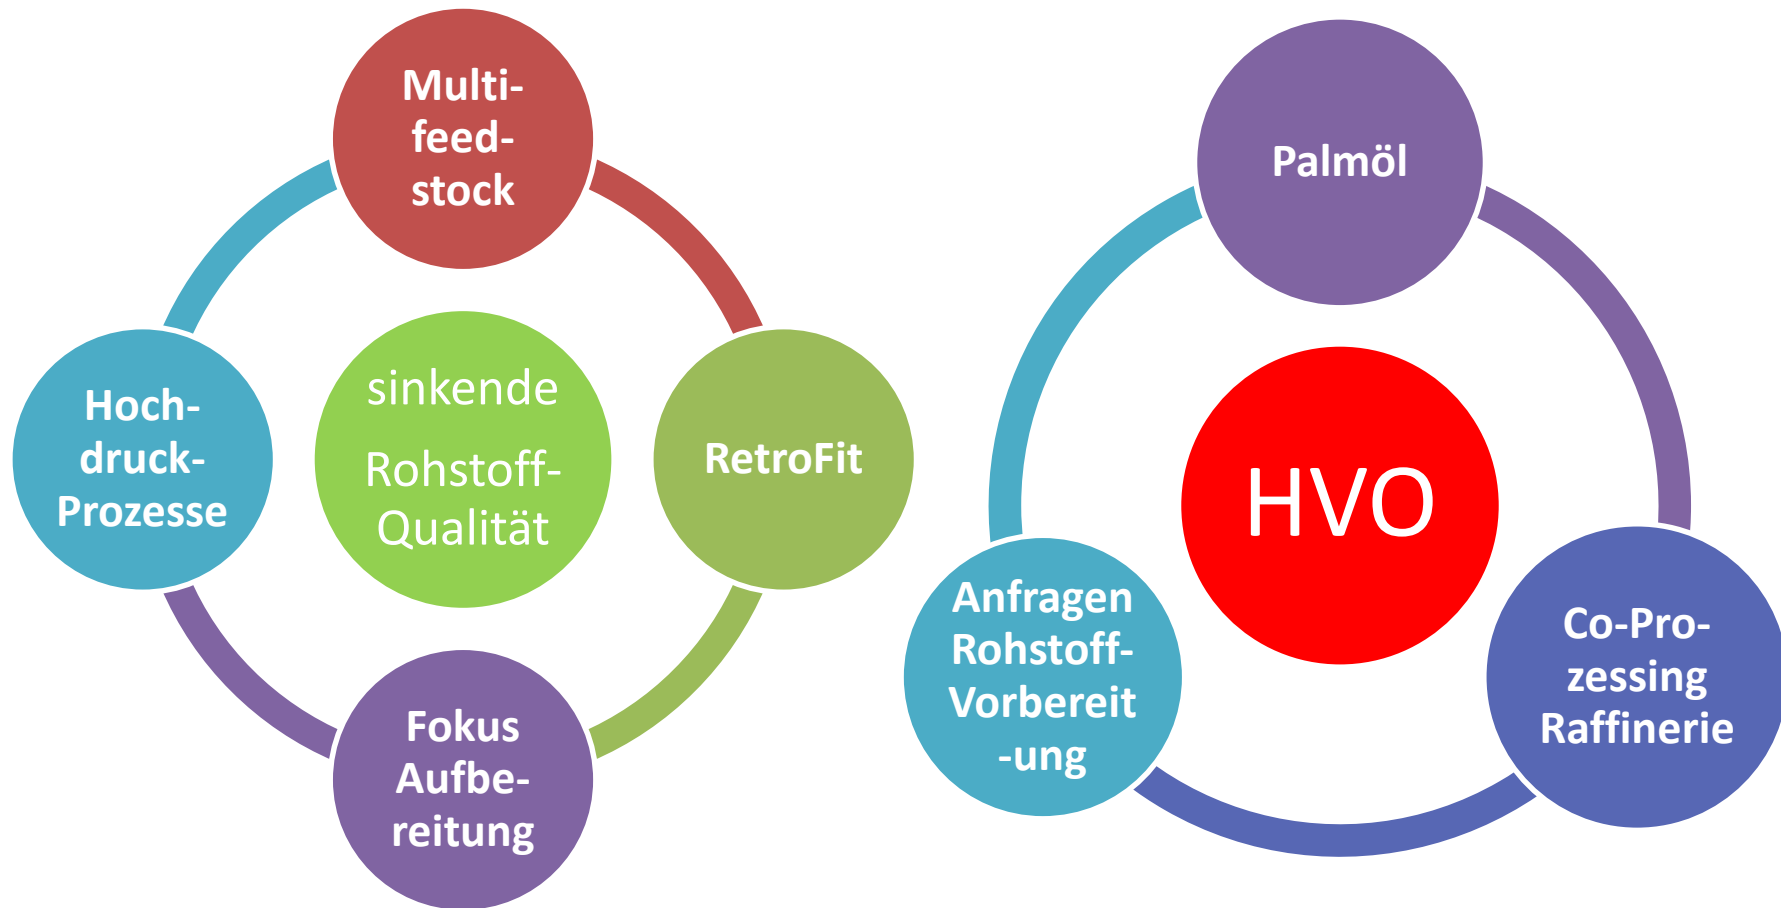 Multi-
feed-
stock
Hoch-
druck-
Prozesse
sinkende
Rohstoff-
Qualität
RetroFit
Fokus
Aufbe-
reitung
Palmöl
HVO
Anfragen
Rohstoff-
Vorbereit
-ung
Co-Pro-
zessing
Raffinerie